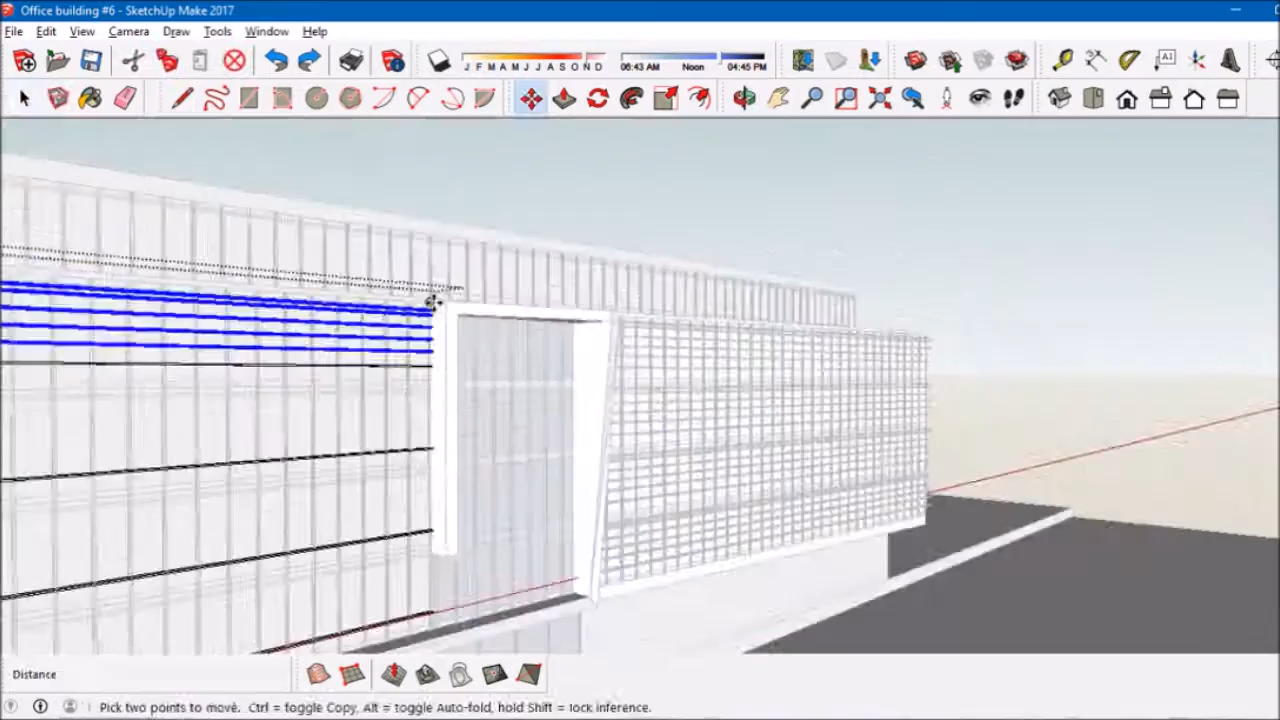 Office building #6 - SketchUp Make 2017
File Edit View Camera Draw Tools Window Help
J F M A M J J A S O N D
06:43 AM Noon 04:45 PM
A1
Distance
Pick two points to move. Ctrl = toggle Copy, Alt = toggle Auto-fold, hold Shift = lock inference.